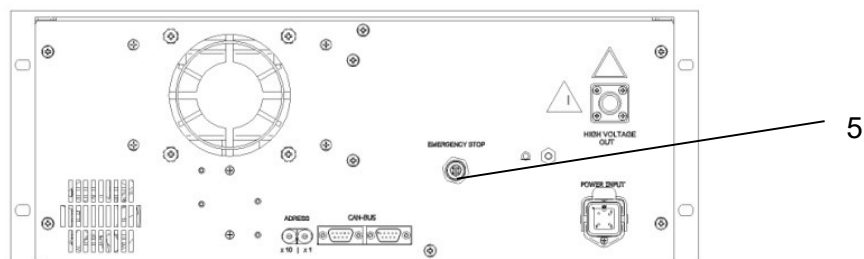 HIGH VOLTAGE
OUT
5
EMERGENCY STOP
POWER INPUT
ADRESS
CAN-BUS
x 10 | x 1